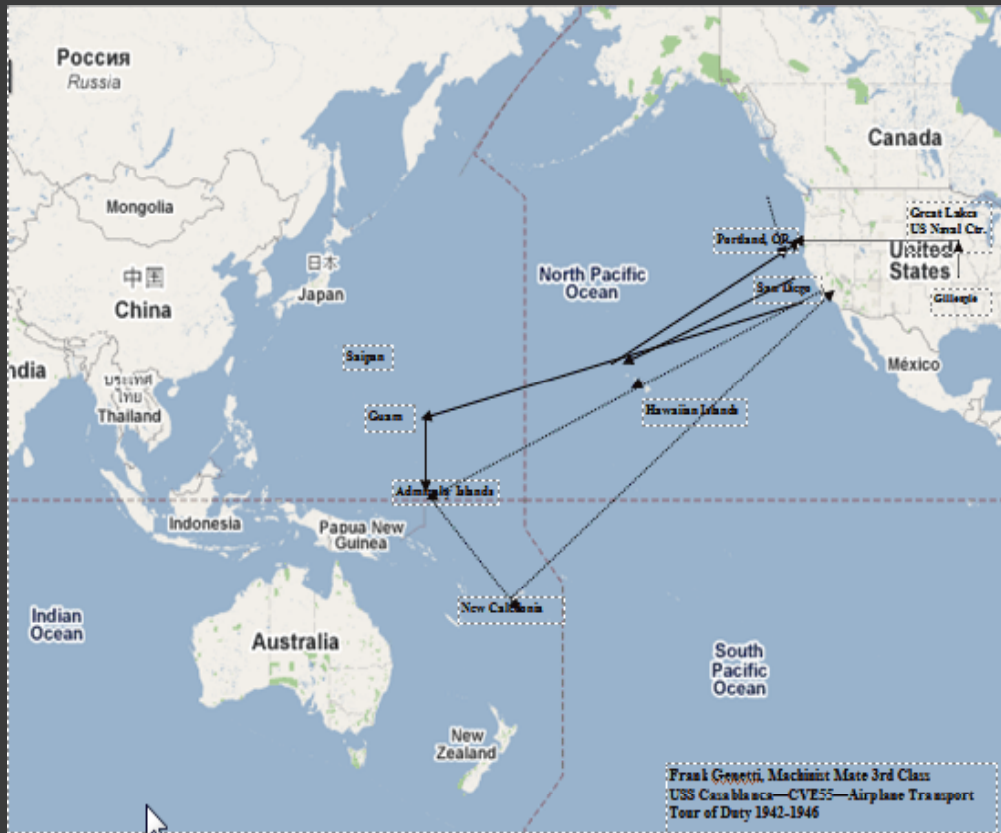 Россия
Russia
Canada
Mongolia
Great Lakes
US Naval Ctr.
Portland, OR
United
States
中国
China
日本
Japan
North Pacific
Ocean
San Diego
Gillespie
Saipan
México
ndia
ประเทศ
ไทย
Thailand
Guam
Hawaiian Islands
Admiralty Islands
Indonesia
Papua New
Guinea
New Caledonia
Indian
Ocean
Australia
South
Pacific
Ocean
New
Zealand
Frank Genetti, Machinist Mate 3rd Class
USS Casablanca—CVE55—Airplane Transport
Tour of Duty 1942-1946